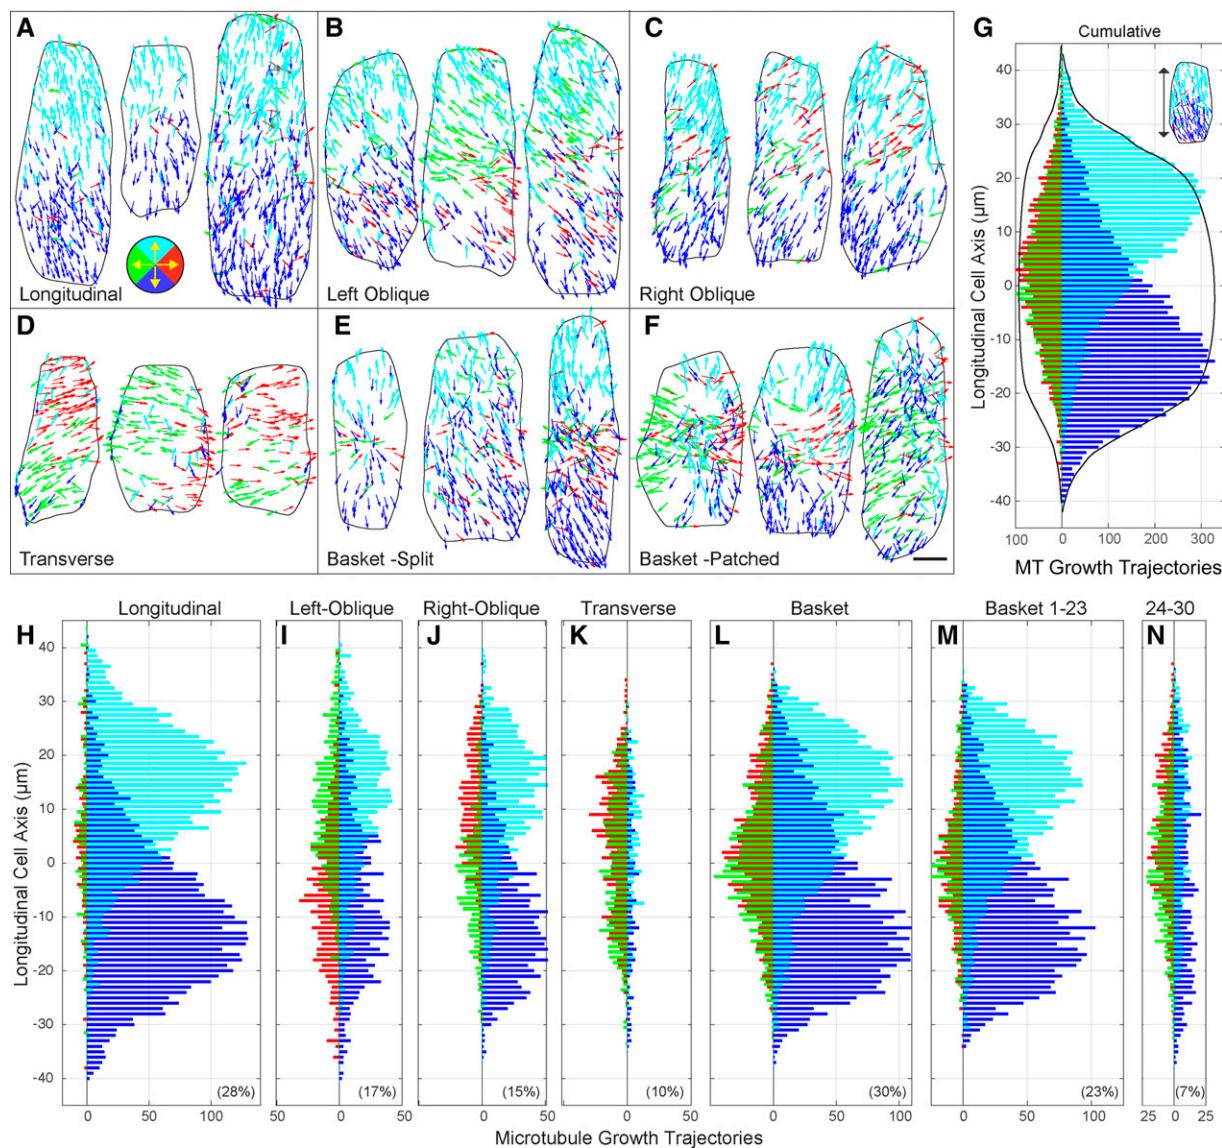 A
B
C
G
Cumulative
Longitudinal
Left Oblique
Right Oblique
D
E
F
Transverse
Basket -Split
Basket -Patched
Longitudinal Cell Axis (µm)
40
30
20
10
0
-10
-20
-30
-40
-100 0 100 200 300
MT Growth Trajectories
Longitudinal
Left-Oblique
Right-Oblique
Transverse
Basket
Basket 1-23
24-30
H
I
J
K
L
M
N
Longitudinal Cell Axis (µm)
40
30
20
10
0
-10
-20
-30
-40
(28%)
(17%)
(15%)
(10%)
(30%)
(23%)
(7%)
0 50 100
50 0 50
0 50
0
0 50 100
0 50 100
25 0 25
Microtubule Growth Trajectories